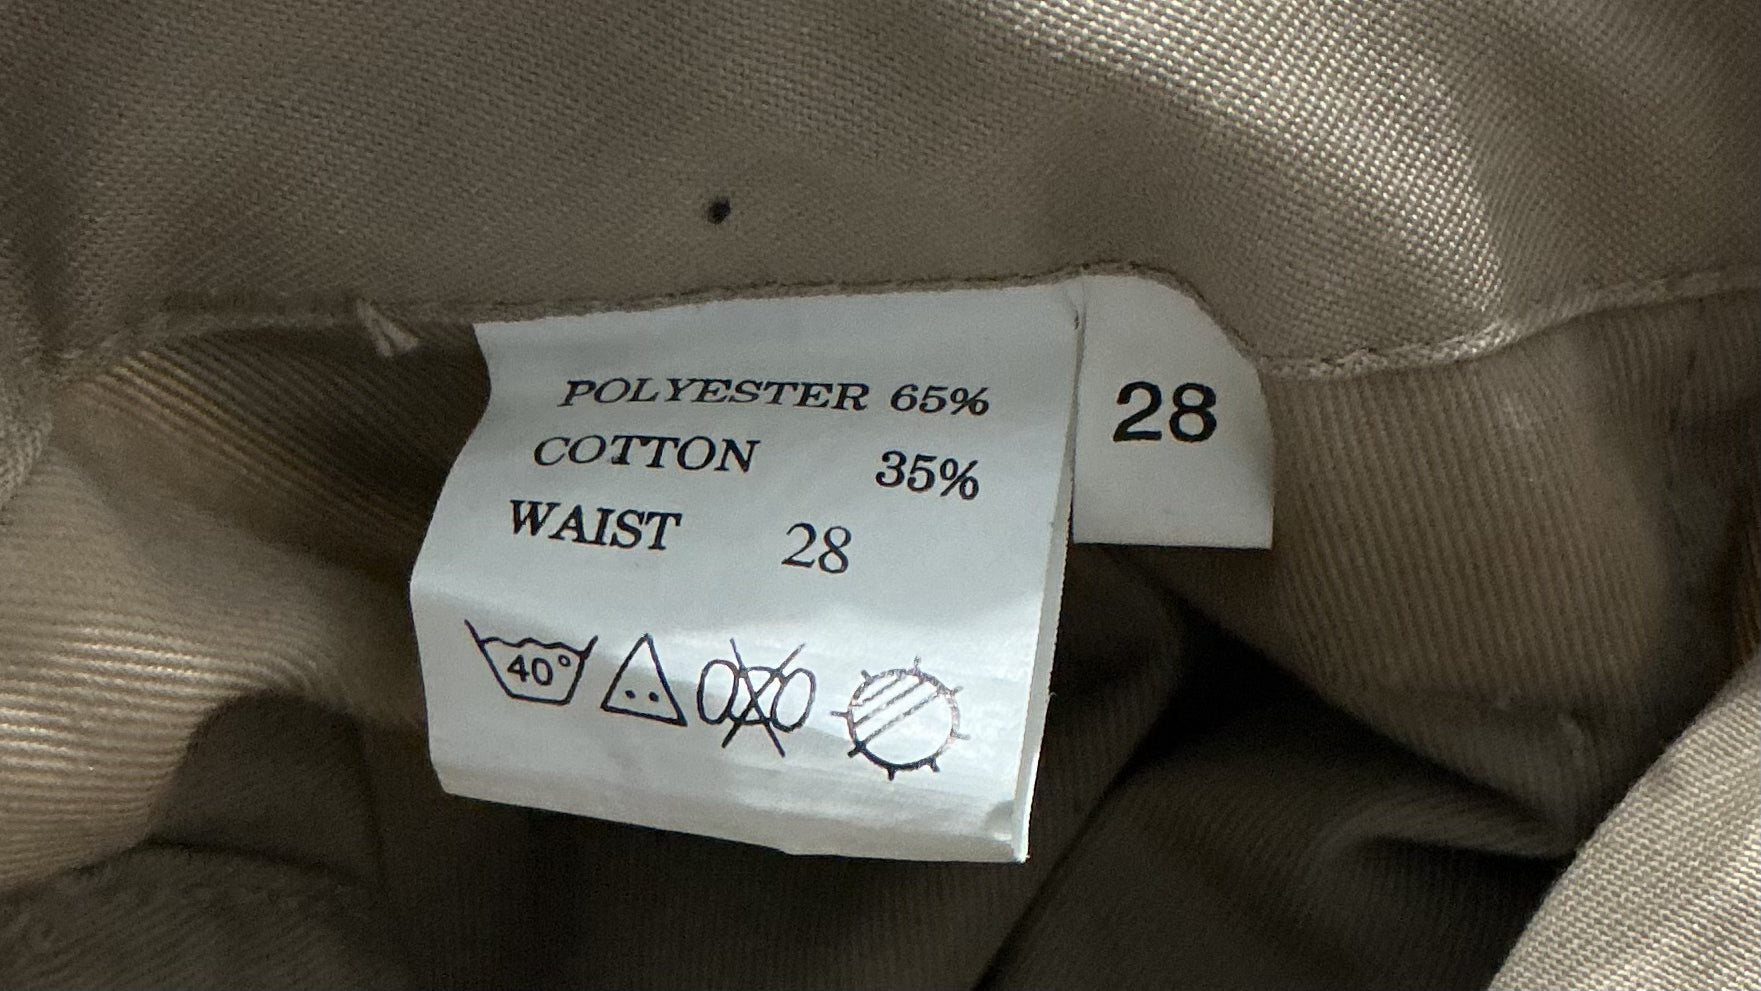 POLYESTER 65%
COTTON 35%
WAIST 28
40°
28